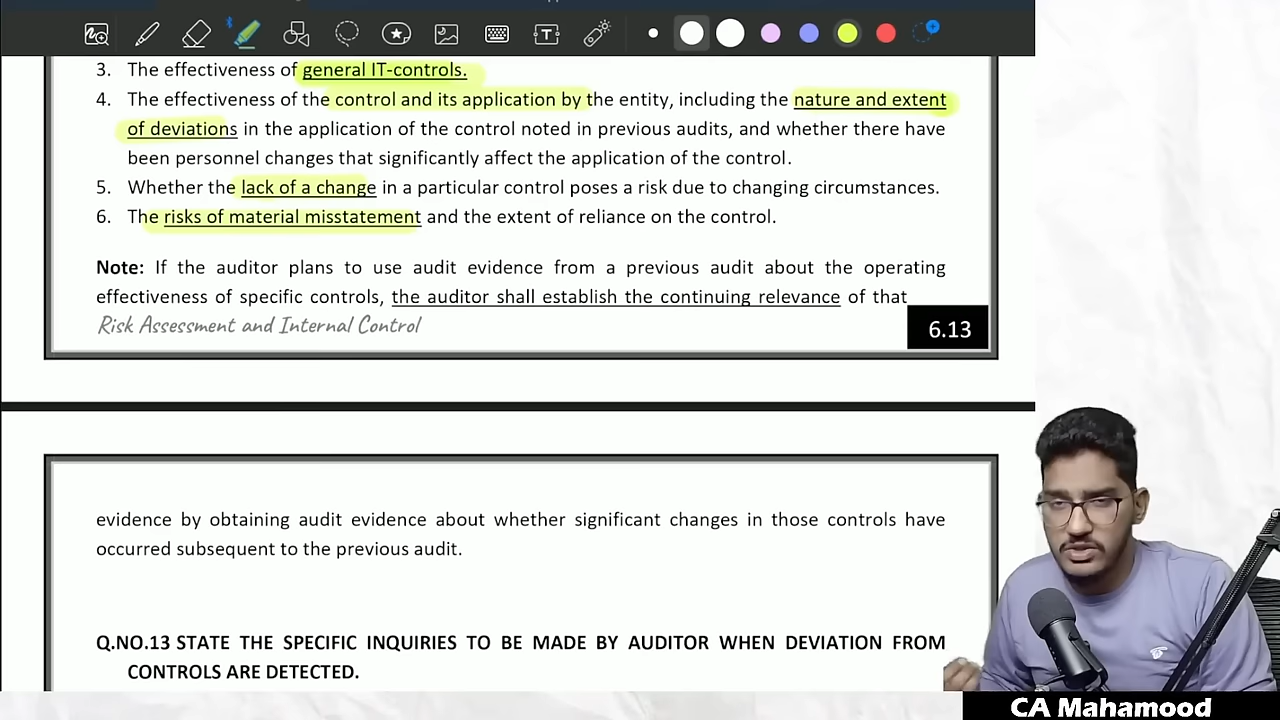 3. The effectiveness of general IT-controls.
4. The effectiveness of the control and its application by the entity, including the nature and extent
of deviations in the application of the control noted in previous audits, and whether there have
been personnel changes that significantly affect the application of the control.
5. Whether the lack of a change in a particular control poses a risk due to changing circumstances.
6. The risks of material misstatement and the extent of reliance on the control.
Note: If the auditor plans to use audit evidence from a previous audit about the operating
effectiveness of specific controls, the auditor shall establish the continuing relevance of that
Risk Assessment and Internal Control
6.13
evidence by obtaining audit evidence about whether significant changes in those controls have
occurred subsequent to the previous audit.
Q.NO.13 STATE THE SPECIFIC INQUIRIES TO BE MADE BY AUDITOR WHEN DEVIATION FROM
CONTROLS ARE DETECTED.
CA Mahamood